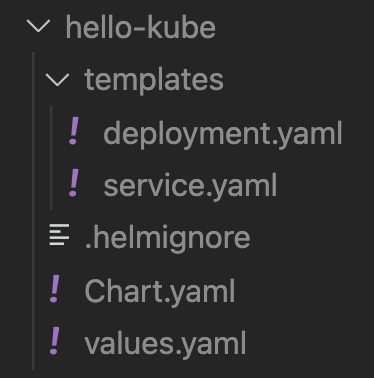 hello-kube
templates
! deployment.yaml
! service.yaml
.helmignore
! Chart.yaml
! values.yaml